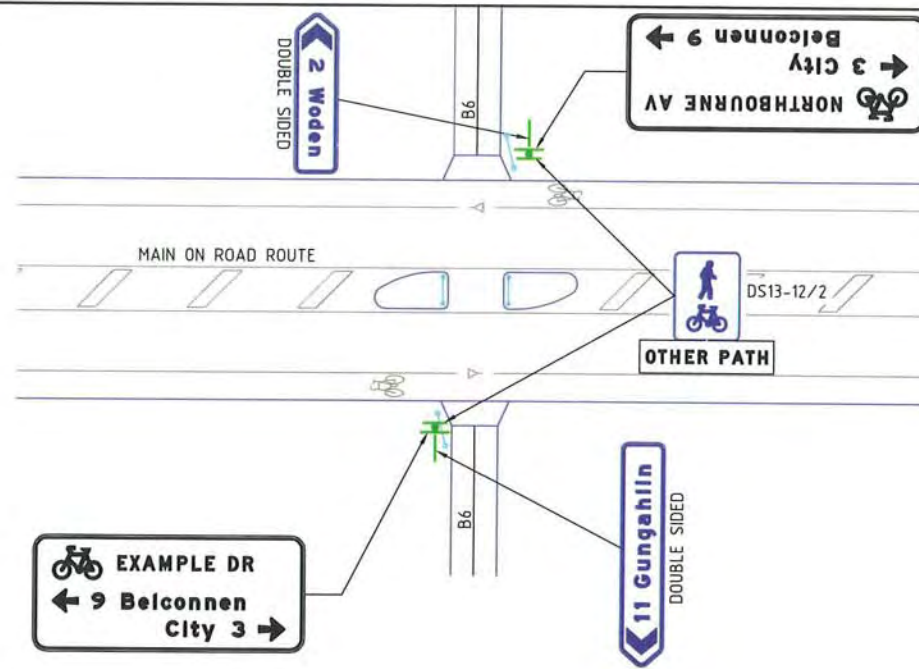 2 Woden
DOUBLE SIDED
B6
NORTHBOURNE AV
← 3 City
Belconnen 9 →
MAIN ON ROAD ROUTE
DS13-12/2
OTHER PATH
B6
11 Gungahlin
DOUBLE SIDED
EXAMPLE DR
← 9 Belconnen
City 3 →